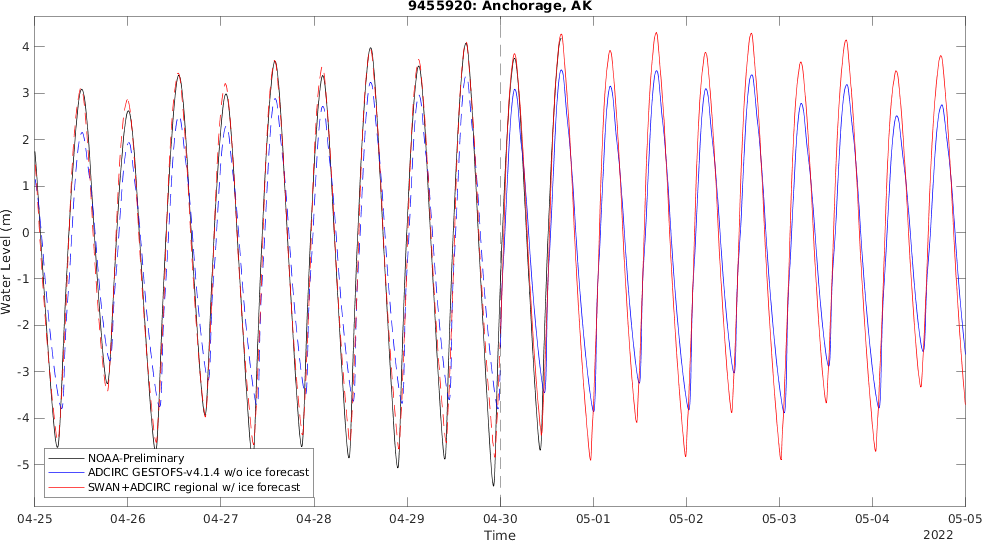 9455920: Anchorage, AK
Water Level (m)
4
3
2
1
0
-1
-2
-3
-4
-5
NOAA-Preliminary
ADCIRC GESTOFS-v4.1.4 w/o ice forecast
SWAN+ADCIRC regional w/ ice forecast
04-25 04-26 04-27 04-28 04-29 04-30 05-01 05-02 05-03 05-04 05-05
Time
2022